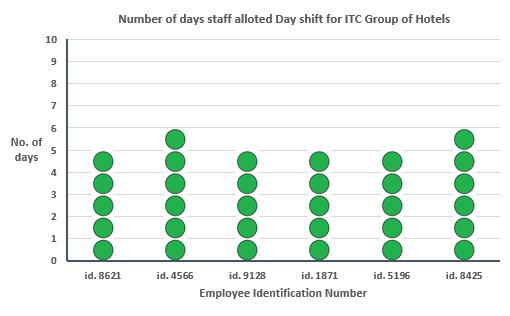 Number of days staff alloted Day shift for ITC Group of Hotels
10
9
8
7
6
5
4
3
2
1
0
No. of
days
id. 8621 id. 4566 id. 9128 id. 1871 id. 5196 id. 8425
Employee Identification Number